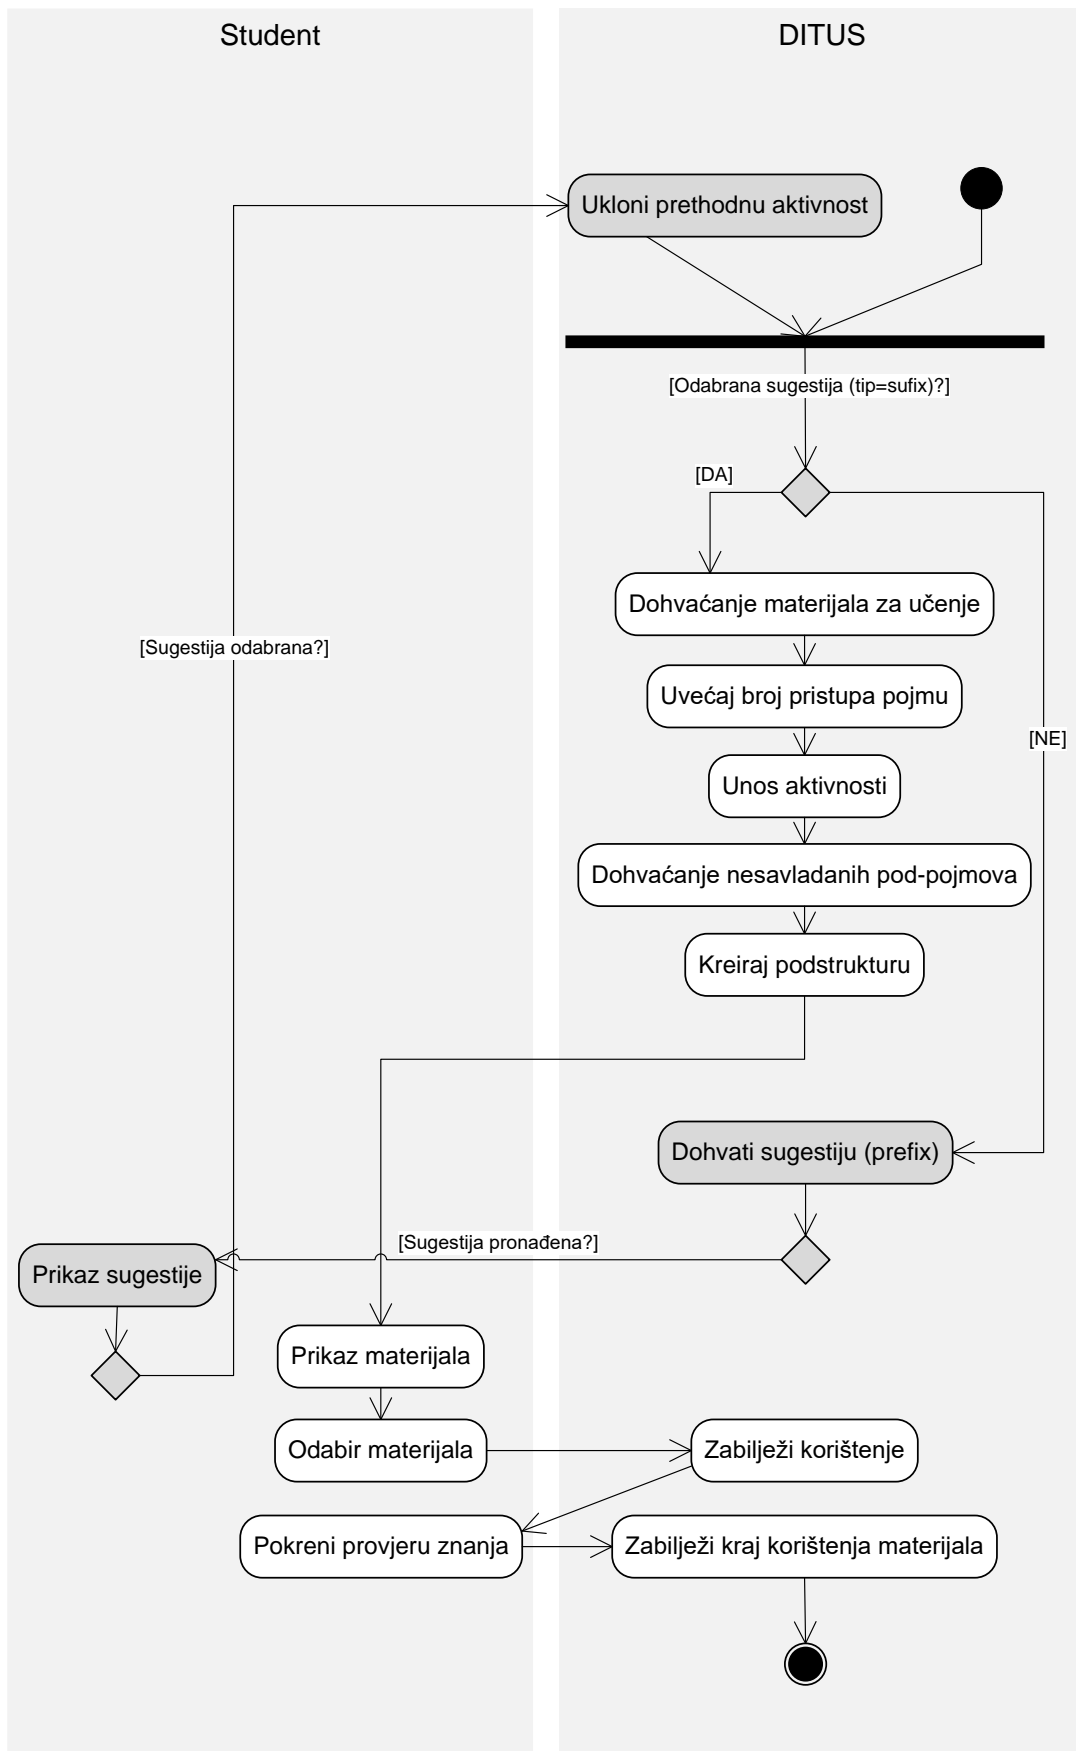 Student
DITUS
Ukloni prethodnu aktivnost
[Odabrana sugestija (tip=sufix)?]
[DA]
Dohvaćanje materijala za učenje
[Sugestija odabrana?]
Uvećaj broj pristupa pojmu
[NE]
Unos aktivnosti
Dohvaćanje nesavladanih pod-pojmova
Kreiraj podstrukturu
Dohvati sugestiju (prefix)
[Sugestija pronađena?]
Prikaz sugestije
Prikaz materijala
Odabir materijala
Zabilježi korištenje
Pokreni provjeru znanja
Zabilježi kraj korištenja materijala